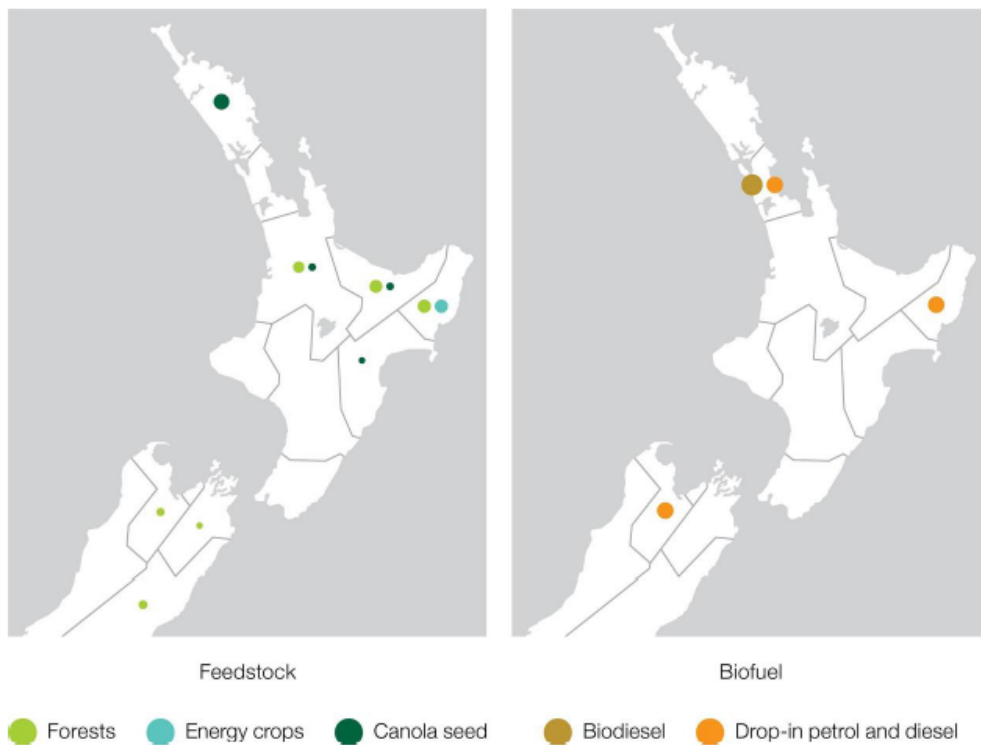 Feedstock
Biofuel
Forests
Energy crops
Canola seed
Biodiesel
Drop-in petrol and diesel